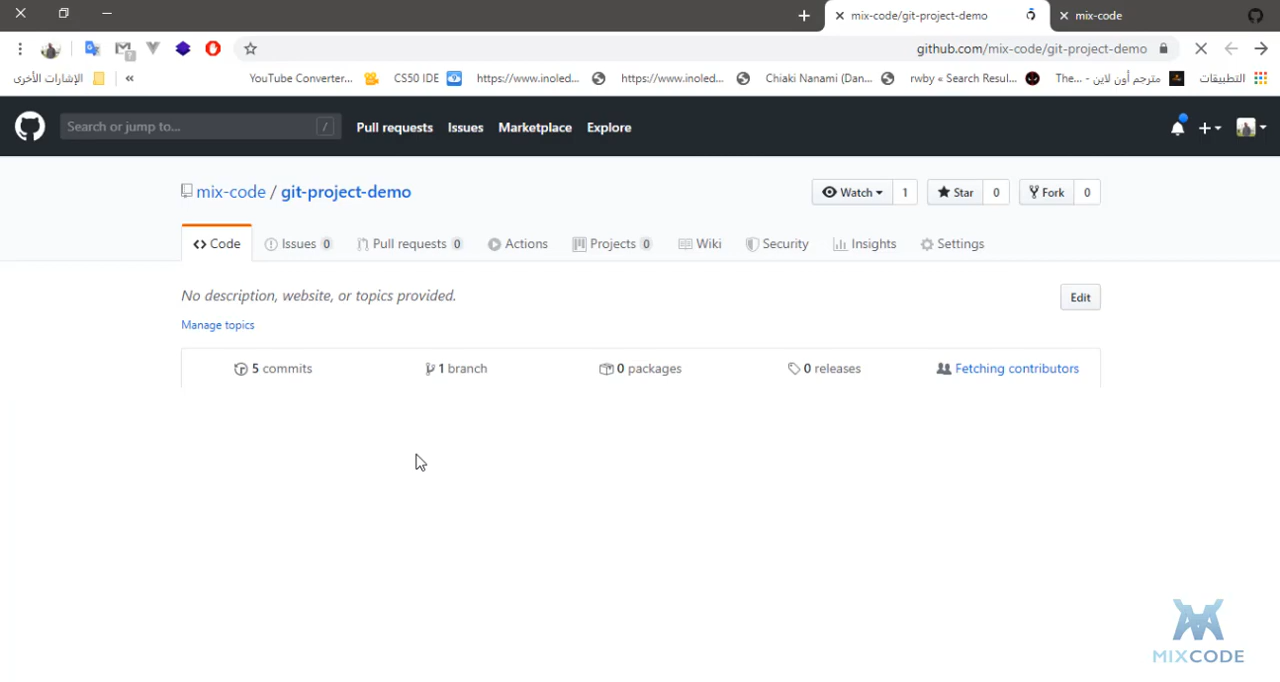 mix-code/git-project-demo
mix-code
github.com/mix-code/git-project-demo
الإشارات الأخرى
»
YouTube Converter...
CS50 IDE
https://www.inoled...
https://www.inoled...
Chiaki Nanami (Dan...
rwby « Search Resul...
The... - مترجم أون لاين
التطبيقات
Search or jump to...
/
Pull requests
Issues
Marketplace
Explore
mix-code / git-project-demo
Watch 1
Star 0
Fork 0
Code
Issues 0
Pull requests 0
Actions
Projects 0
Wiki
Security
Insights
Settings
No description, website, or topics provided.
Edit
Manage topics
5 commits
1 branch
0 packages
0 releases
Fetching contributors
MIXCODE